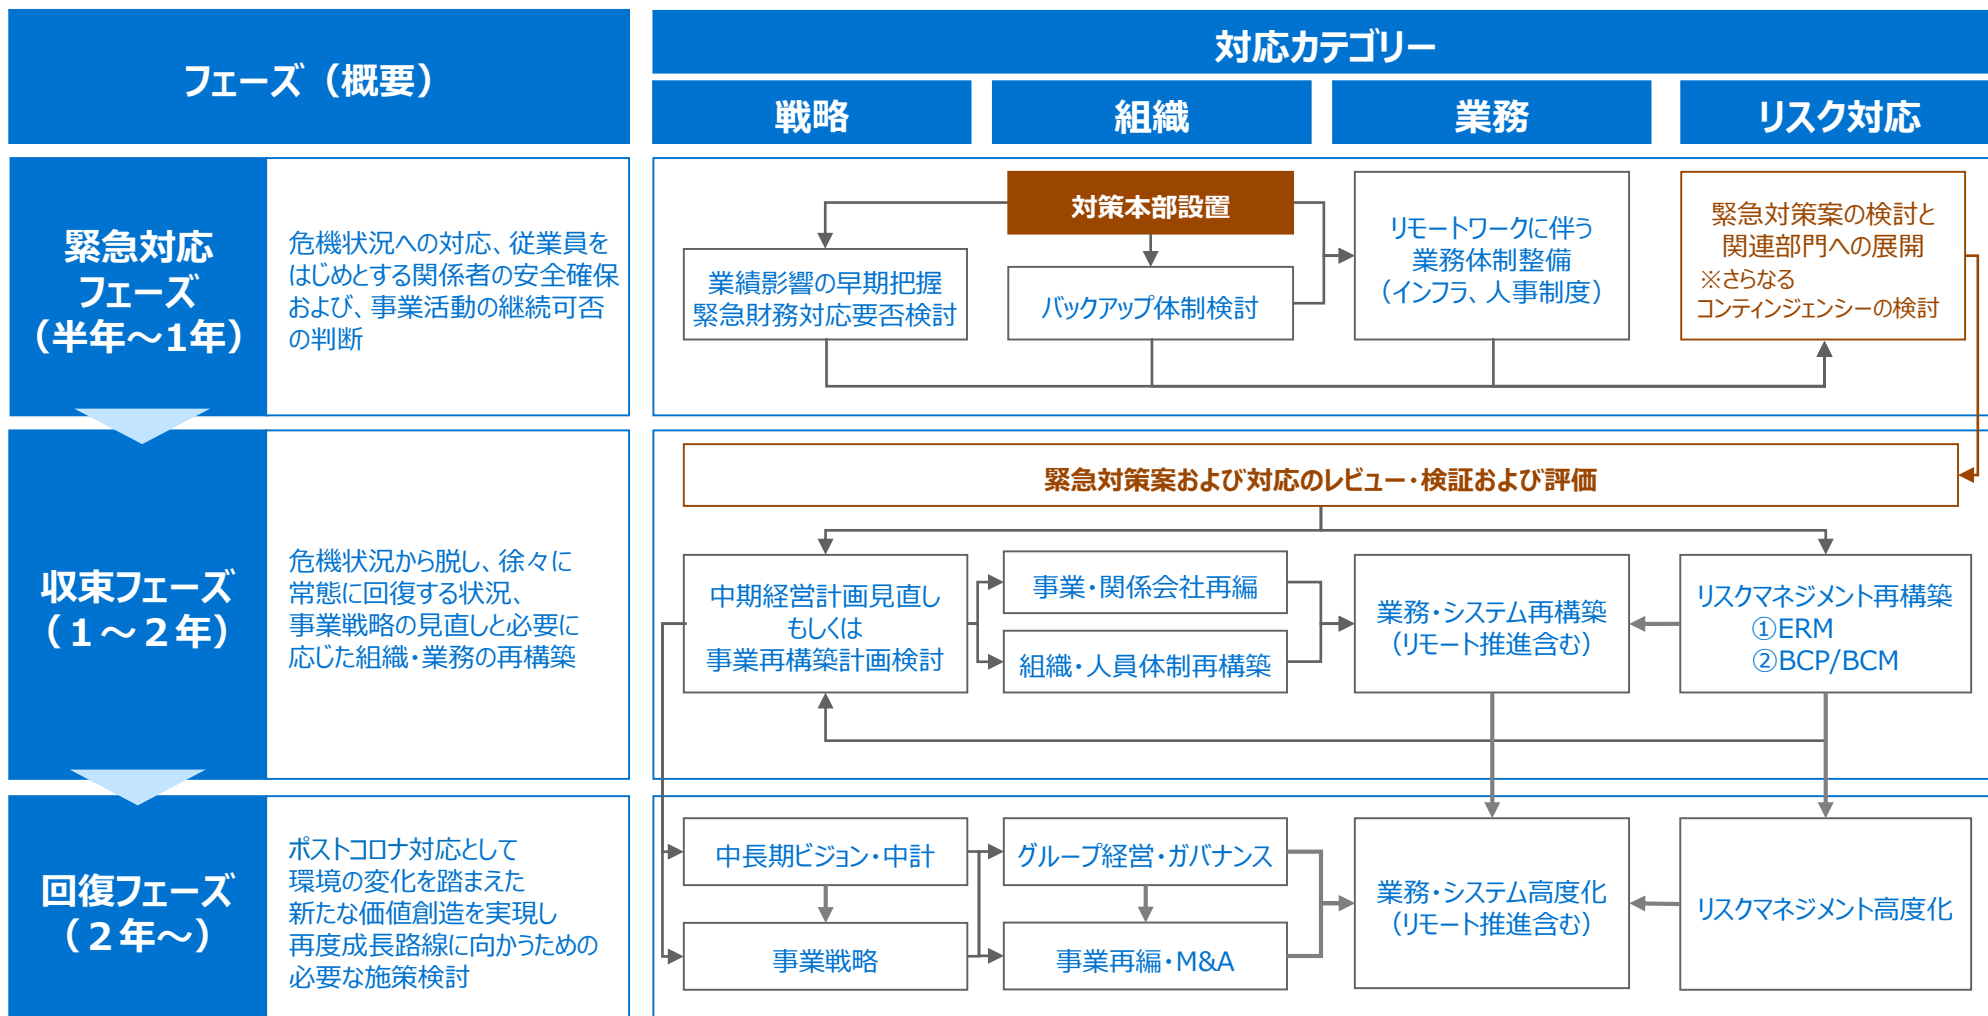 フェーズ（概要）
対応カテゴリー
戦略
組織
業務
リスク対応
緊急対応
フェーズ
（半年～1年）
危機状況への対応、従業員を
はじめとする関係者の安全確保
および、事業活動の継続可否
の判断
対策本部設置
業績影響の早期把握
緊急財務対応要否検討
バックアップ体制検討
リモートワークに伴う
業務体制整備
（インフラ、人事制度）
緊急対策案の検討と
関連部門への展開
※さらなる
コンティンジェンシーの検討
収束フェーズ
（１～２年）
危機状況から脱し、徐々に
常態に回復する状況、
事業戦略の見直しと必要に
応じた組織・業務の再構築
緊急対策案および対応のレビュー・検証および評価
中期経営計画見直し
もしくは
事業再構築計画検討
事業・関係会社再編
組織・人員体制再構築
業務・システム再構築
（リモート推進含む）
リスクマネジメント再構築
①ERM
②BCP/BCM
回復フェーズ
（２年～）
ポストコロナ対応として
環境の変化を踏まえた
新たな価値創造を実現し
再度成長路線に向かうための
必要な施策検討
中長期ビジョン・中計
事業戦略
グループ経営・ガバナンス
事業再編・M&A
業務・システム高度化
（リモート推進含む）
リスクマネジメント高度化